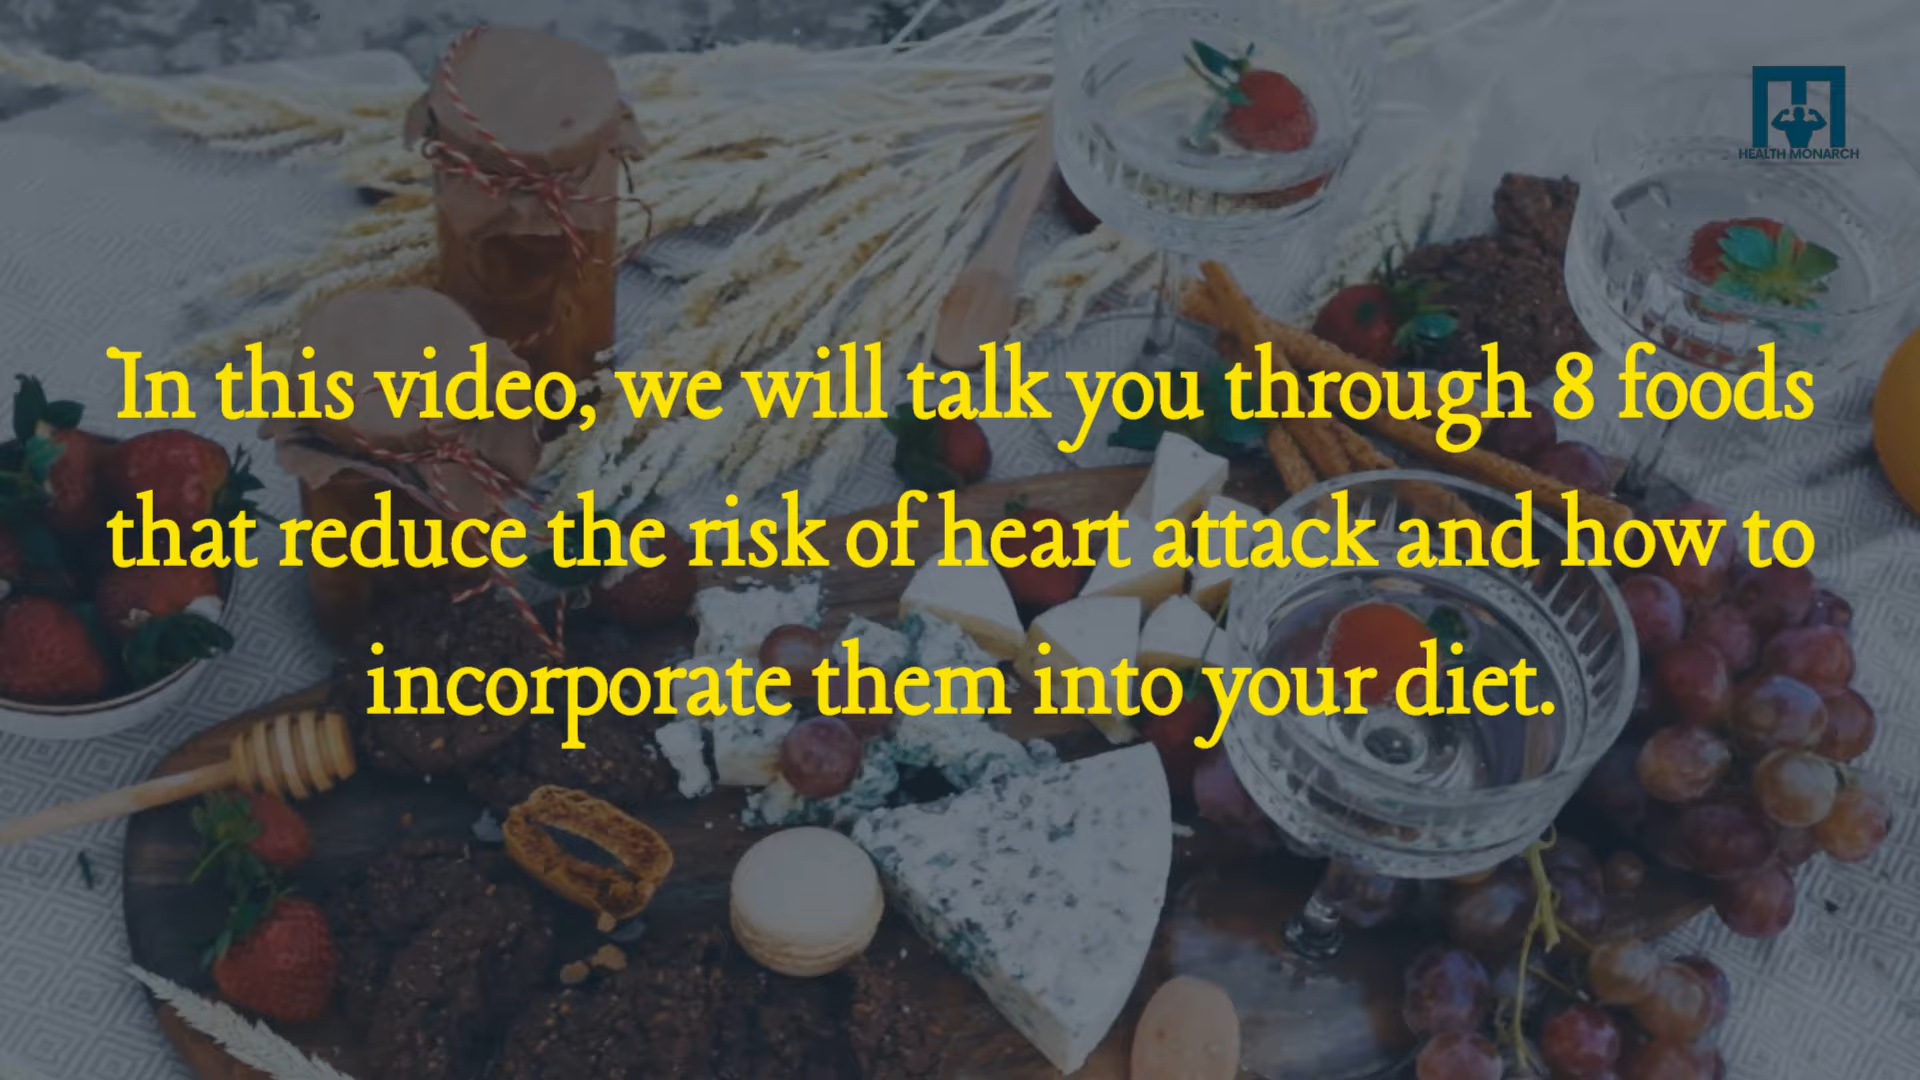 HEALTH MONARCH
In this video, we will talk you through 8 foods
that reduce the risk of heart attack and how to
incorporate them into your diet.